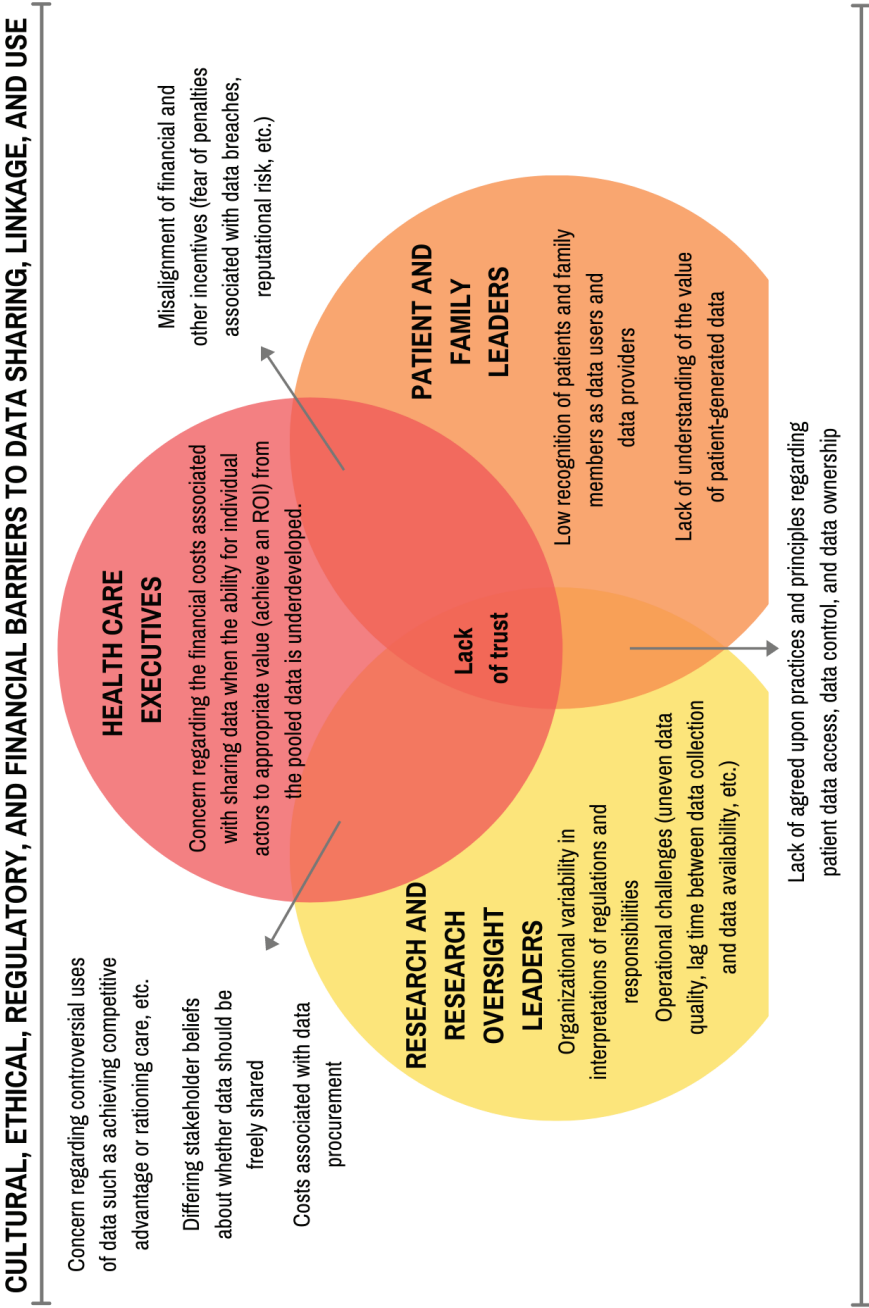 CULTURAL, ETHICAL, REGULATORY, AND FINANCIAL BARRIERS TO DATA SHARING, LINKAGE, AND USE
Concern regarding controversial uses
of data such as achieving competitive
advantage or rationing care, etc.
Differing stakeholder beliefs
about whether data should be
freely shared
Costs associated with data
procurement
HEALTH CARE
EXECUTIVES
Concern regarding the financial costs associated
with sharing data when the ability for individual
actors to appropriate value (achieve an ROI) from
the pooled data is underdeveloped.
Misalignment of financial and
other incentives (fear of penalties
associated with data breaches,
reputational risk, etc.)
Lack
of trust
RESEARCH AND
RESEARCH
OVERSIGHT
LEADERS
Organizational variability in
interpretations of regulations and
responsibilities
Operational challenges (uneven data
quality, lag time between data collection
and data availability, etc.)
PATIENT AND
FAMILY
LEADERS
Low recognition of patients and family
members as data users and
data providers
Lack of understanding of the value
of patient-generated data
Lack of agreed upon practices and principles regarding
patient data access, data control, and data ownership